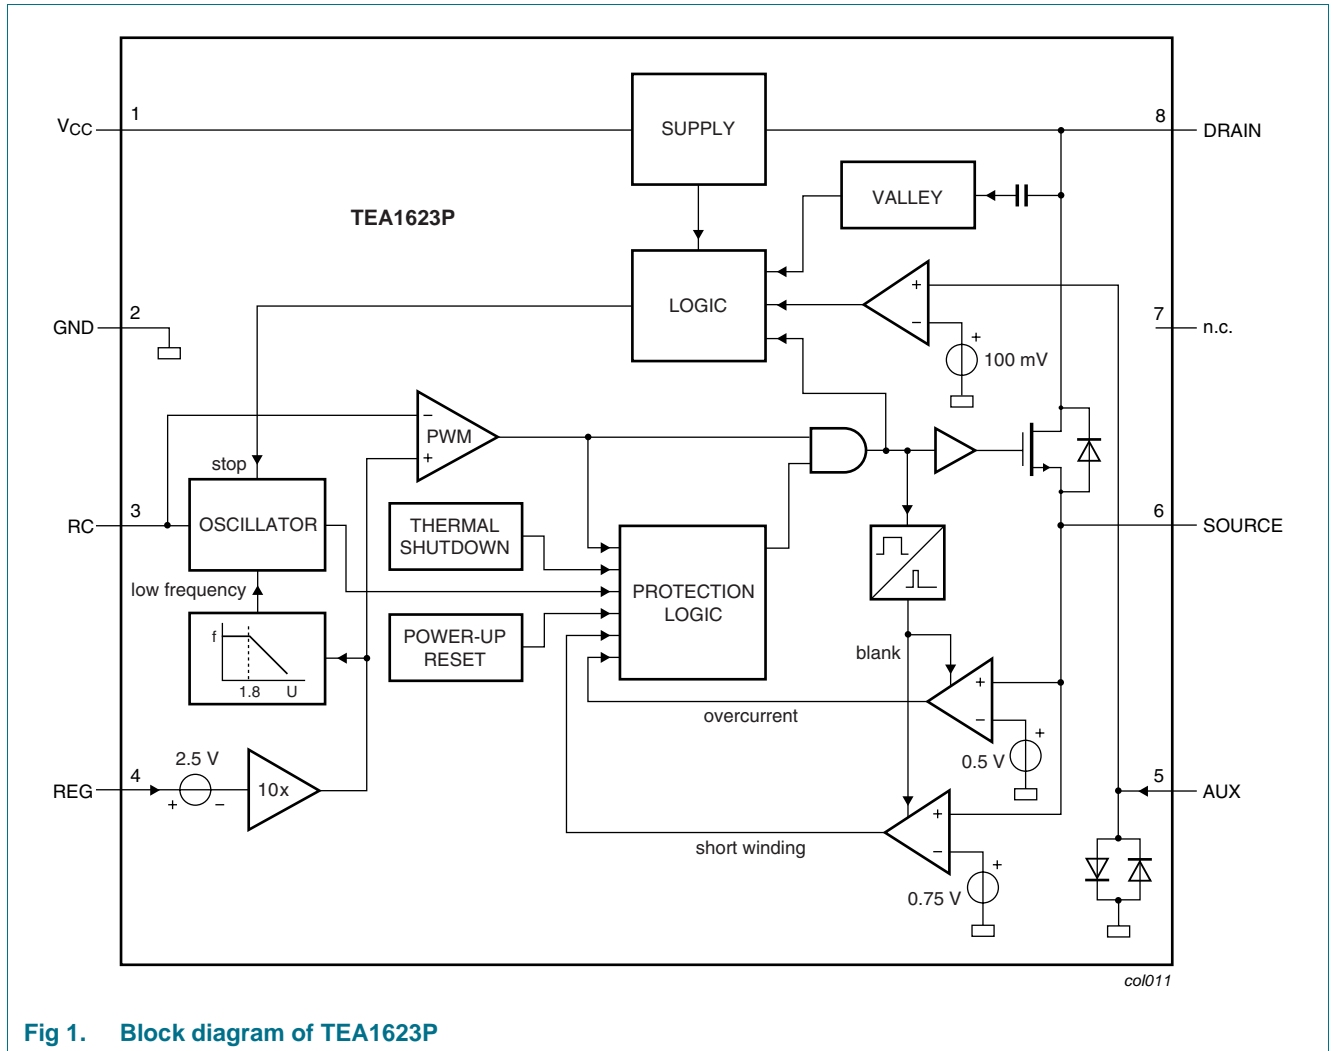 1
VCC
SUPPLY
8
DRAIN
VALLEY
TEA1623P
LOGIC
+
−
+
100 mV
2
GND
7
n.c.
−
PWM
+
stop
3
RC
OSCILLATOR
THERMAL
SHUTDOWN
6
SOURCE
low frequency
PROTECTION
LOGIC
f
1.8
U
POWER-UP
RESET
blank
+
−
overcurrent
+
0.5 V
2.5 V
4
REG
+
−
10x
5
AUX
+
−
short winding
+
0.75 V
col011
Fig 1. Block diagram of TEA1623P